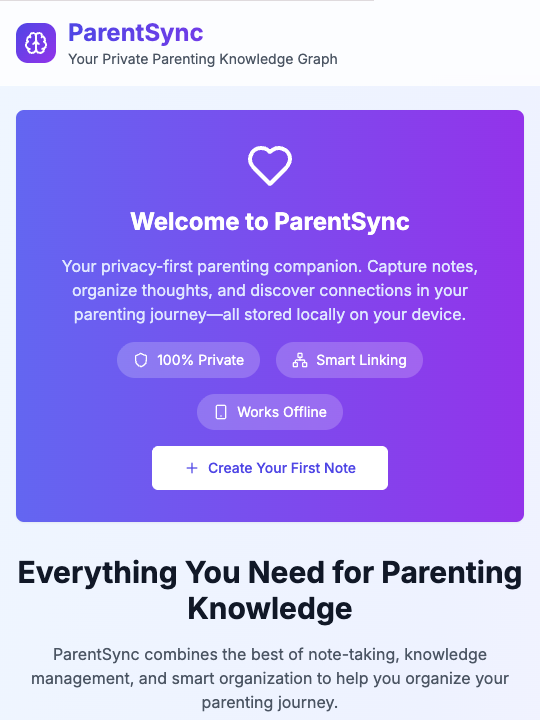 ParentSync
Your Private Parenting Knowledge Graph
Welcome to ParentSync
Your privacy-first parenting companion. Capture notes,
organize thoughts, and discover connections in your
parenting journey—all stored locally on your device.
100% Private
Smart Linking
Works Offline
Create Your First Note
Everything You Need for Parenting
Knowledge
ParentSync combines the best of note-taking, knowledge
management, and smart organization to help you organize your
parenting journey.